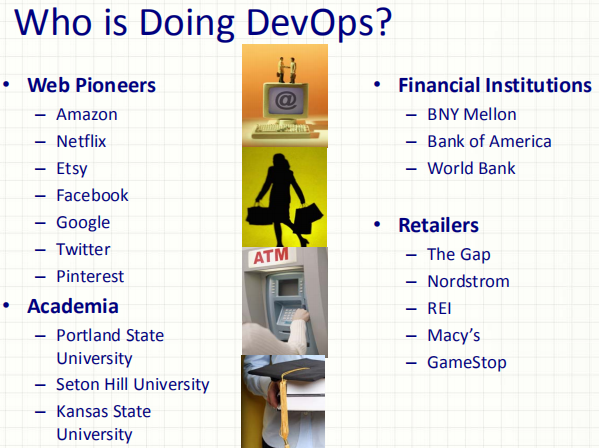 Who is Doing DevOps?
• Web Pioneers
– Amazon
– Netflix
– Etsy
– Facebook
– Google
– Twitter
– Pinterest
• Academia
– Portland State
University
– Seton Hill University
– Kansas State
University
@
ATM
• Financial Institutions
– BNY Mellon
– Bank of America
– World Bank
• Retailers
– The Gap
– Nordstrom
– REI
– Macy’s
– GameStop